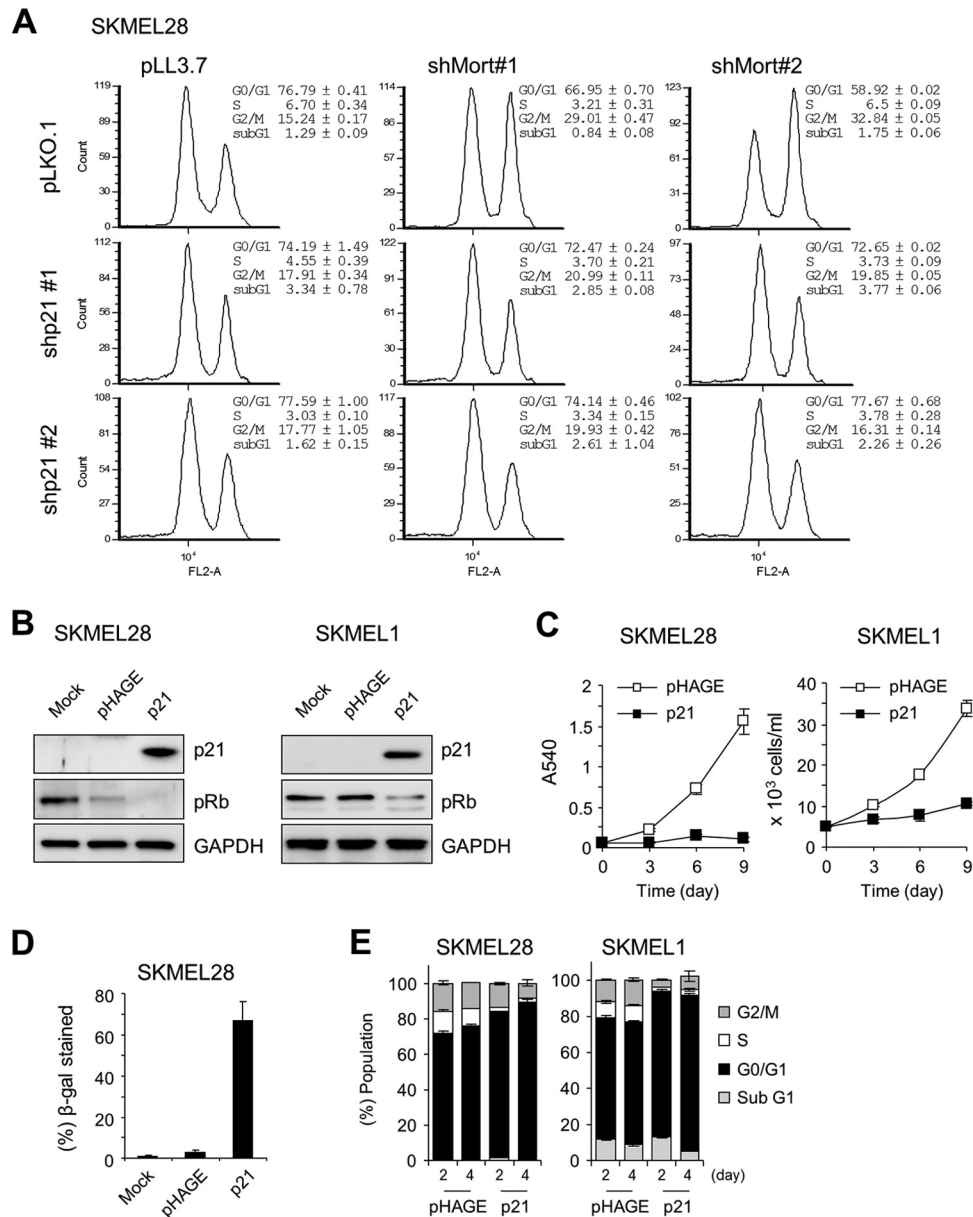 A
SKMEL28
pLL3.7
shMort#1
shMort#2
pLKO.1
Count
119
89
59
30
0
G0/G1 76.79 ± 0.41
S 6.70 ± 0.34
G2/M 15.24 ± 0.17
subG1 1.29 ± 0.09
114
86
57
29
0
G0/G1 66.95 ± 0.70
S 3.21 ± 0.31
G2/M 29.01 ± 0.47
subG1 0.84 ± 0.08
123
92
61
31
0
G0/G1 58.92 ± 0.02
S 6.5 ± 0.09
G2/M 32.84 ± 0.05
subG1 1.75 ± 0.06
shp21 #1
Count
112
84
56
28
0
G0/G1 74.19 ± 1.49
S 4.55 ± 0.39
G2/M 17.91 ± 0.34
subG1 3.34 ± 0.78
122
91
60
30
0
G0/G1 72.47 ± 0.24
S 3.70 ± 0.21
G2/M 20.99 ± 0.11
subG1 2.85 ± 0.08
97
73
48
24
0
G0/G1 72.65 ± 0.02
S 3.73 ± 0.09
G2/M 19.85 ± 0.05
subG1 3.77 ± 0.06
shp21 #2
Count
108
81
54
27
0
G0/G1 77.59 ± 1.00
S 3.03 ± 0.10
G2/M 17.77 ± 1.05
subG1 1.62 ± 0.15
117
87
58
29
0
G0/G1 74.14 ± 0.46
S 3.34 ± 0.15
G2/M 19.93 ± 0.42
subG1 2.61 ± 1.04
102
76
51
25
0
G0/G1 77.67 ± 0.68
S 3.78 ± 0.28
G2/M 16.31 ± 0.14
subG1 2.26 ± 0.26
10⁴
FL2-A
10⁴
FL2-A
10⁴
FL2-A
B
SKMEL28
Mock
pHAGE
p21
p21
pRb
GAPDH
SKMEL1
Mock
pHAGE
p21
p21
pRb
GAPDH
C
SKMEL28
pHAGE
p21
A540
2
1.5
1
0.5
0
0 3 6 9
Time (day)
SKMEL1
pHAGE
p21
x 10³ cells/ml
40
30
20
10
0
0 3 6 9
Time (day)
D
SKMEL28
(%) β-gal stained
80
60
40
20
0
Mock
pHAGE
p21
E
SKMEL28
SKMEL1
(%) Population
100
80
60
40
20
0
100
80
60
40
20
0
G2/M
S
G0/G1
Sub G1
2 4 2 4
2 4 2 4 (day)
pHAGE p21
pHAGE p21